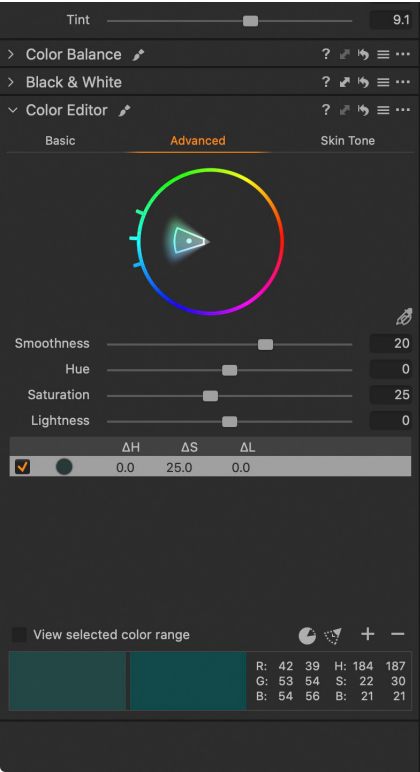 Tint 9.1
Color Balance ?
Black & White ?
Color Editor ?
Basic Advanced Skin Tone
Smoothness 20
Hue 0
Saturation 25
Lightness 0
ΔH ΔS ΔL
0.0 25.0 0.0
View selected color range
R: 42 39 H: 184 187
G: 53 54 S: 22 30
B: 54 56 B: 21 21